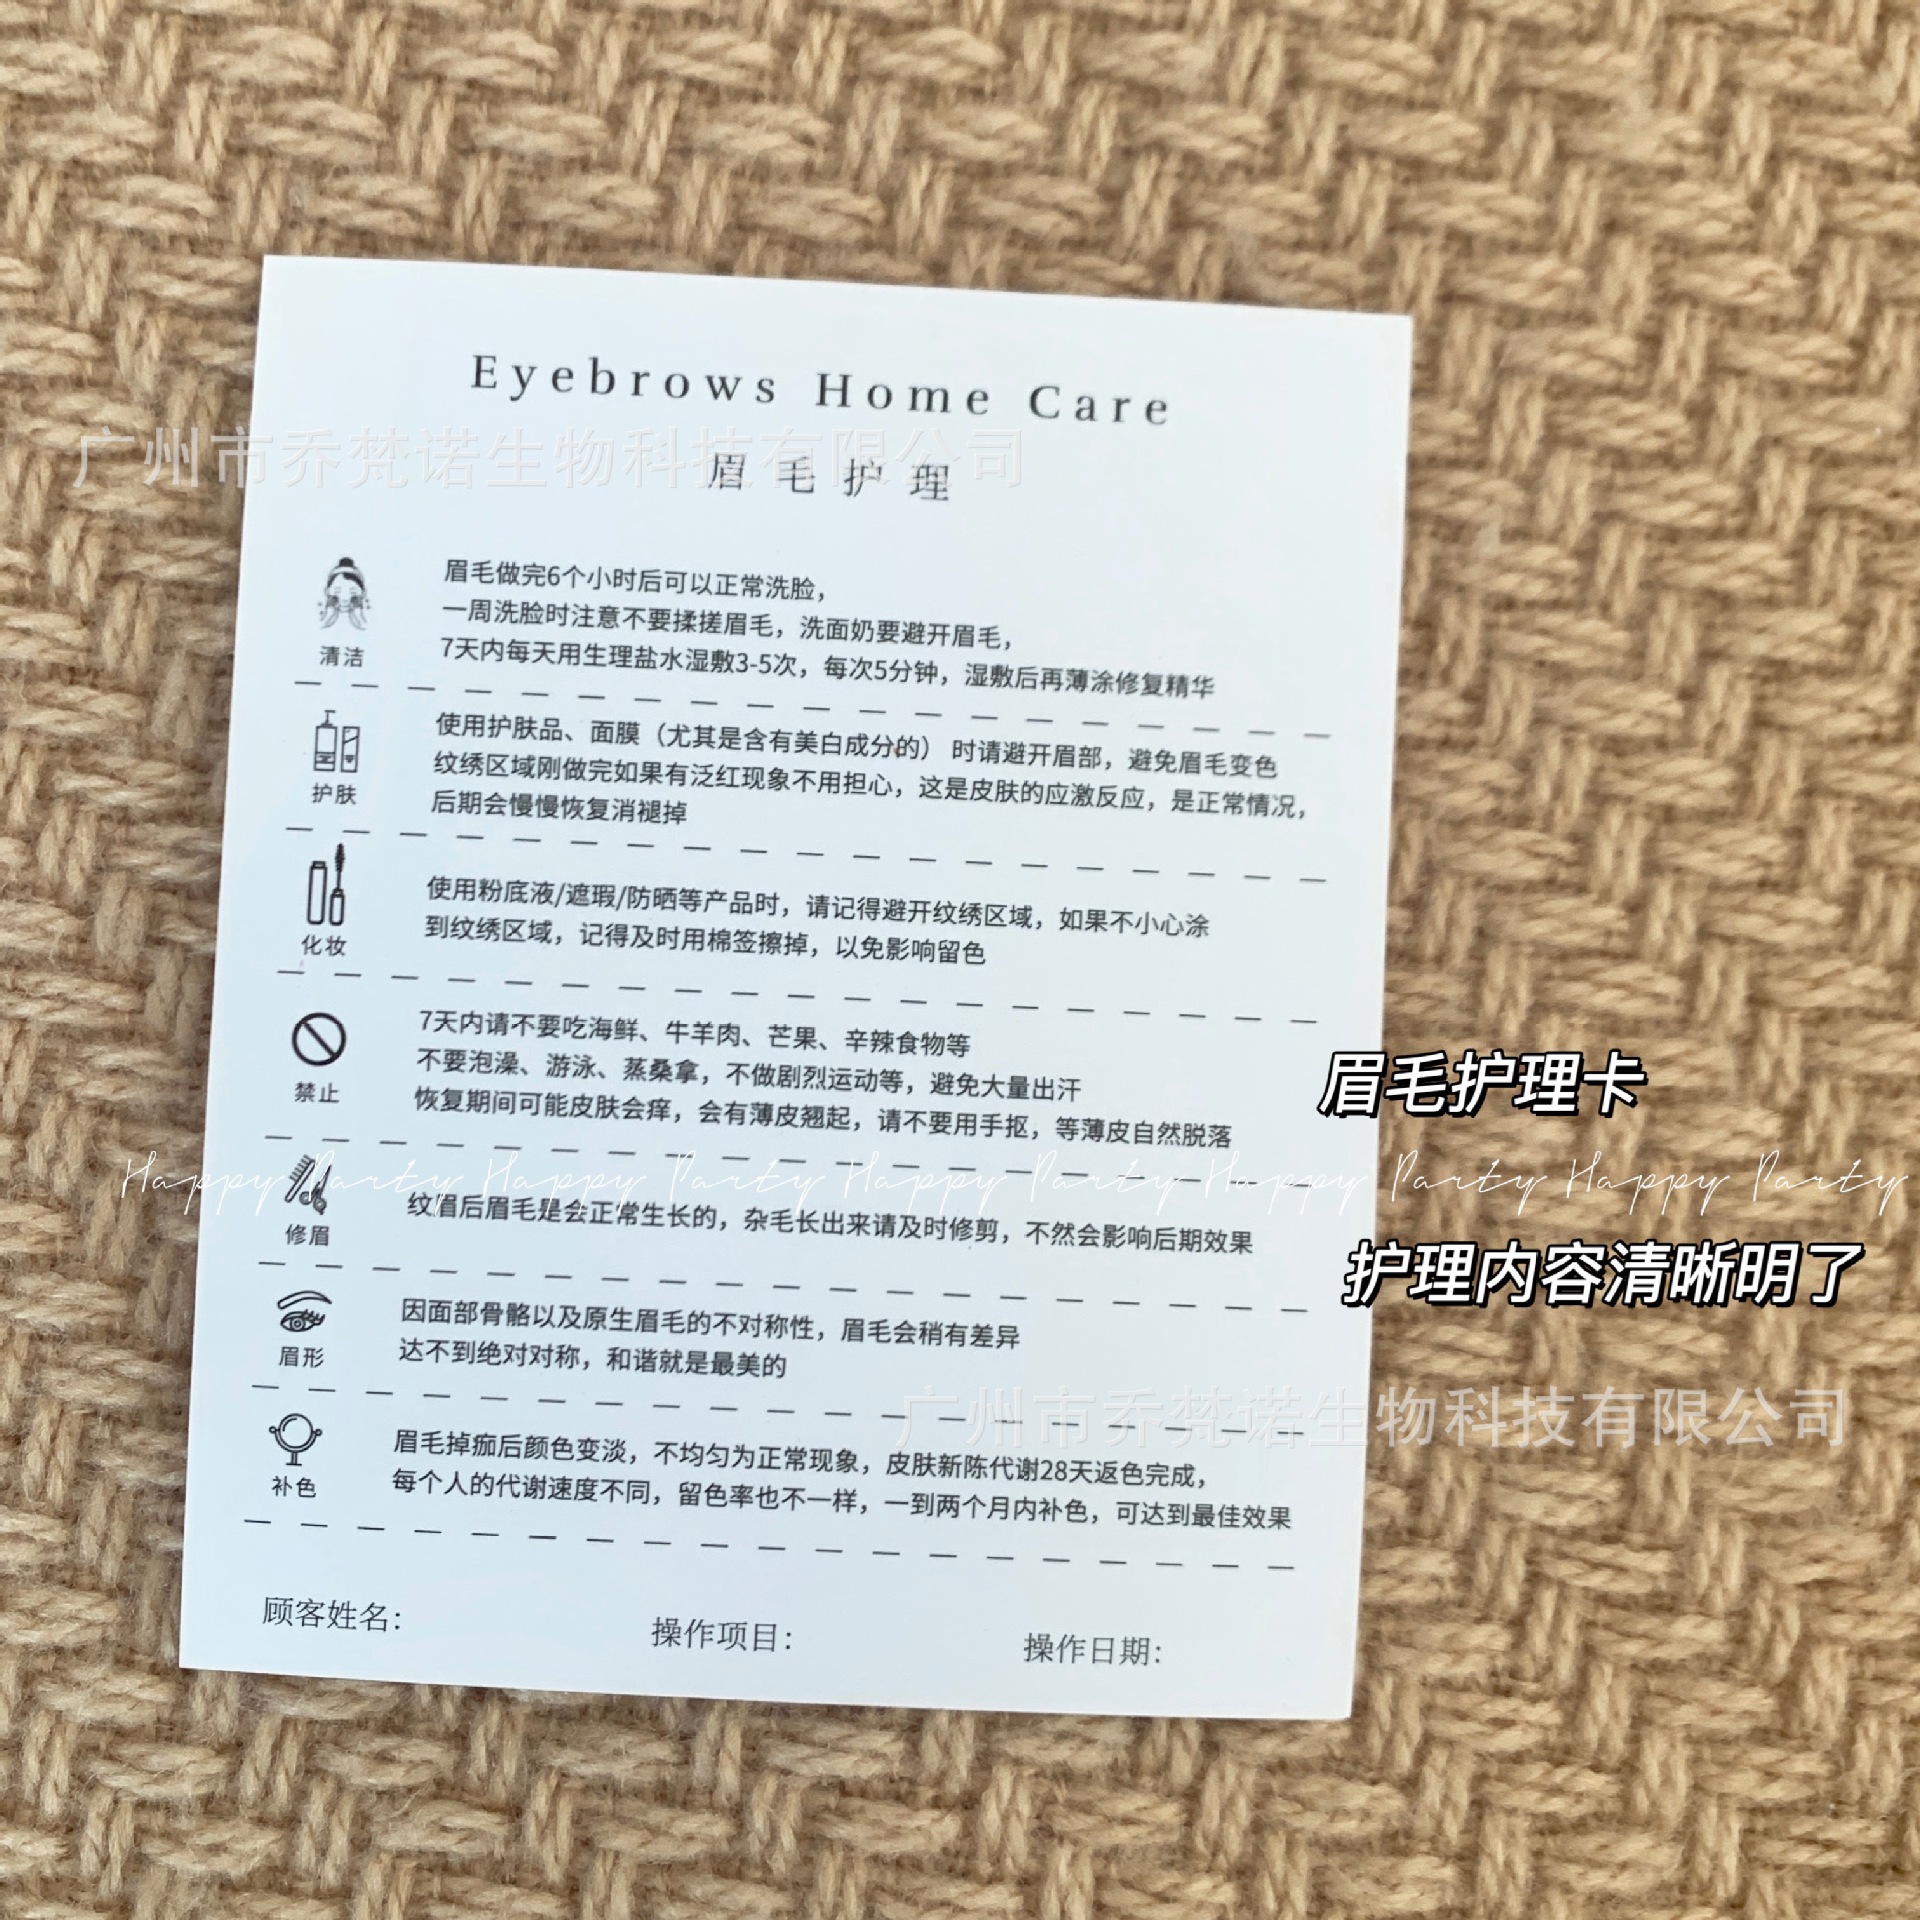 Eyebrows Home Care
广州市乔梵诺生物科技有限公司
眉毛护理
眉毛做完6个小时后可以正常洗脸，
一周洗脸时注意不要揉搓眉毛，洗面奶要避开眉毛，
7天内每天用生理盐水湿敷3-5次，每次5分钟，湿敷后再薄涂修复精华
清洁
使用护肤品、面膜（尤其是含有美白成分的） 时请避开眉部，避免眉毛变色
纹绣区域刚做完如果有泛红现象不用担心，这是皮肤的应激反应，是正常情况，
后期会慢慢恢复消褪掉
护肤
使用粉底液/遮瑕/防晒等产品时，请记得避开纹绣区域，如果不小心涂
到纹绣区域，记得及时用棉签擦掉，以免影响留色
化妆
7天内请不要吃海鲜、牛羊肉、芒果、辛辣食物等
不要泡澡、游泳、蒸桑拿，不做剧烈运动等，避免大量出汗
恢复期间可能皮肤会痒，会有薄皮翘起，请不要用手抠，等薄皮自然脱落
禁止
眉毛护理卡
Happy Party Happy Party Happy Party Happy Party Happy Party
纹眉后眉毛是会正常生长的，杂毛长出来请及时修剪，不然会影响后期效果
修眉
护理内容清晰明了
因面部骨骼以及原生眉毛的不对称性，眉毛会稍有差异
达不到绝对对称，和谐就是最美的
眉形
广州市乔梵诺生物科技有限公司
眉毛掉痂后颜色变淡，不均匀为正常现象，皮肤新陈代谢28天返色完成，
每个人的代谢速度不同，留色率也不一样，一到两个月内补色，可达到最佳效果
补色
顾客姓名：
操作项目：
操作日期：